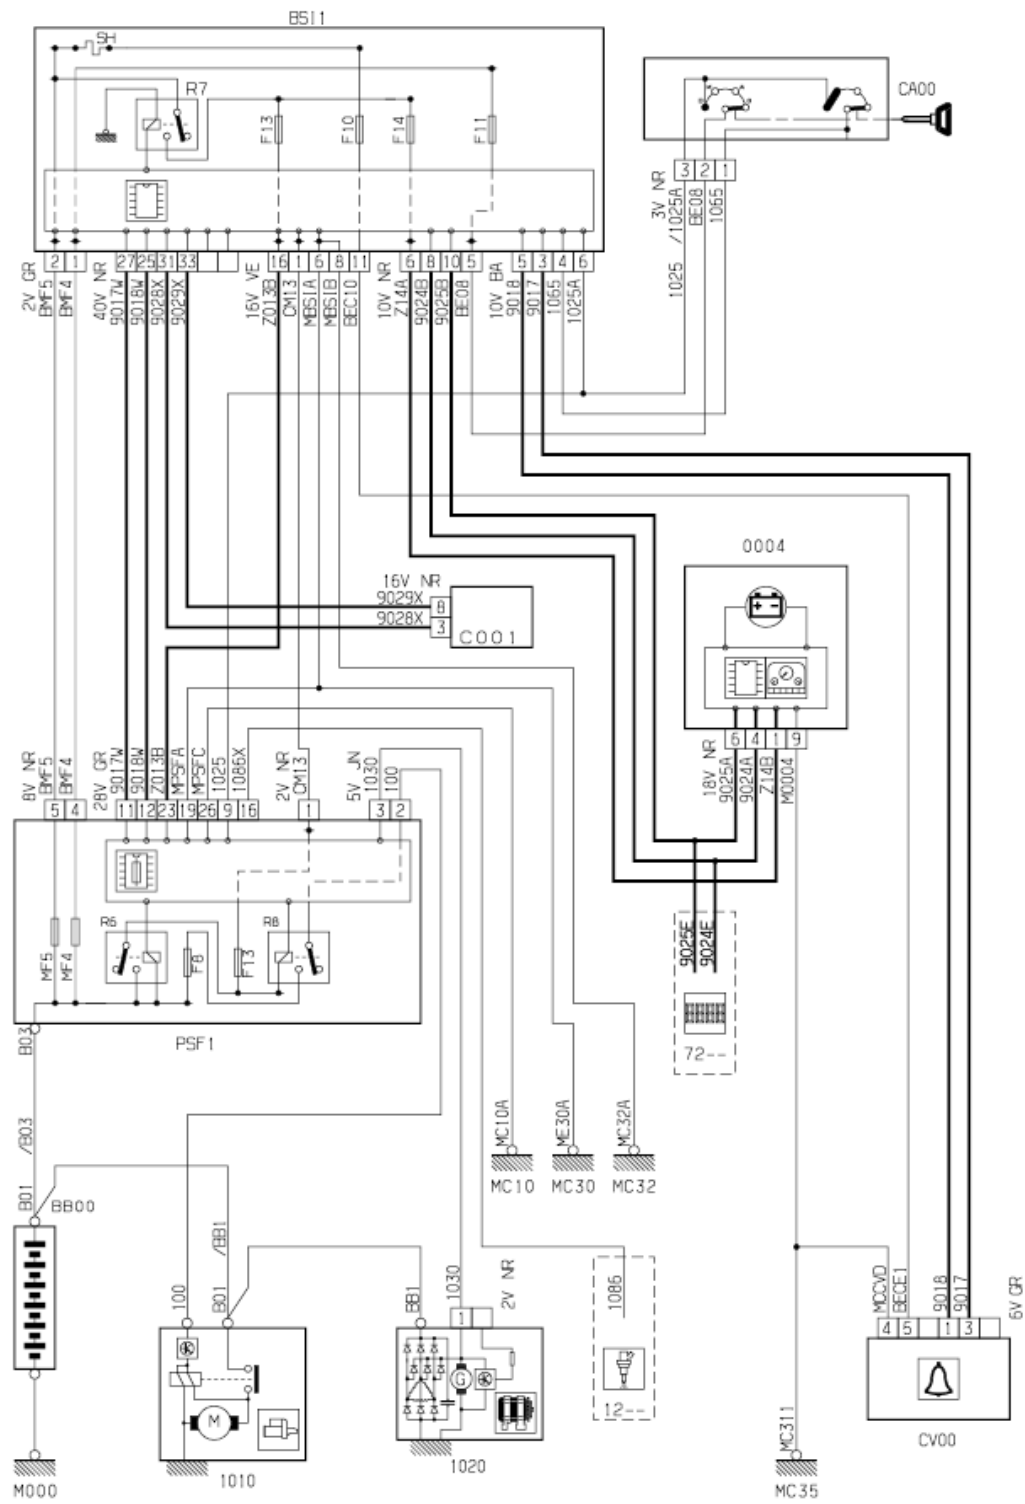 BSI1
SH
R7
F13
F10
F14
F11
CA00
3 2 1
3V NR
1025 /1025A
BE08
1065
2 1 27 25 31 33 16 1 6 8 11 6 8 10 5 5 3 4 6
2V GR
BMF5
BMF4
40V NR
9017W
9018W
9028X
9029X
16V VE
Z013B
CM13
MBS1A
MBS1B
BEC10
10V NR
Z14A
9024B
9025B
BE08
10V BA
9018
9017
1065
1025A
0004
+ -
16V NR
9029X
8
9028X
3
C001
6 4 1 9
18V NR
9025A
9024A
Z14B
M0004
8V NR
BMF5
BMF4
28V GR
9017W
9018W
Z013B
MPSFA
MPSFC
1025
1086X
2V NR
CM13
5V JN
1030
100
5 4 11 12 23 19 26 9 16 1 3 2
R6
R8
MF5
MF4
F8
F13
9025E
9024E
72--
B03
PSF1
/B03
B01
BB00
MC10A
ME30A
MC32A
MC10
MC30
MC32
/BB1
100
B01
BB1
1030
2V NR
1
1086
MCCVD
BECE1
9018
9017
6V GR
4 5 1 3
M
G
12--
CV00
MC311
M000
1010
1020
MC35